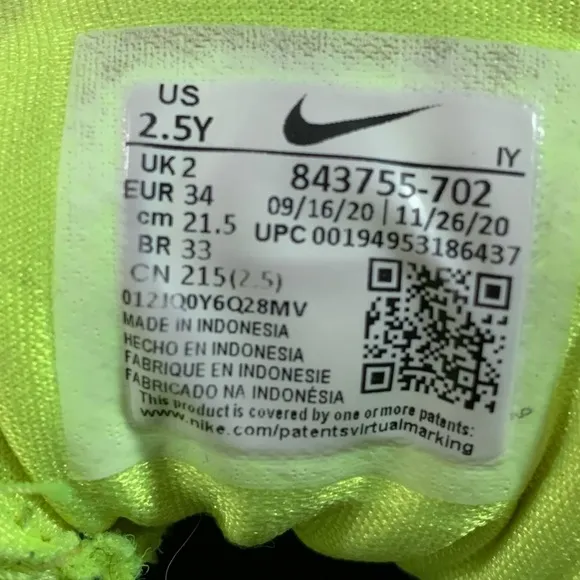 US
2.5Y
IY
UK 2
843755-702
EUR 34
09/16/20 | 11/26/20
cm 21.5
UPC 00194953186437
BR 33
CN 215(2.5)
012JQ0Y6Q28MV
MADE IN INDONESIA
HECHO EN INDONESIA
FABRIQUE EN INDONESIE
FABRICADO NA INDONÉSIA
This product is covered by one or more patents:
www.nike.com/patentsvirtualmarking